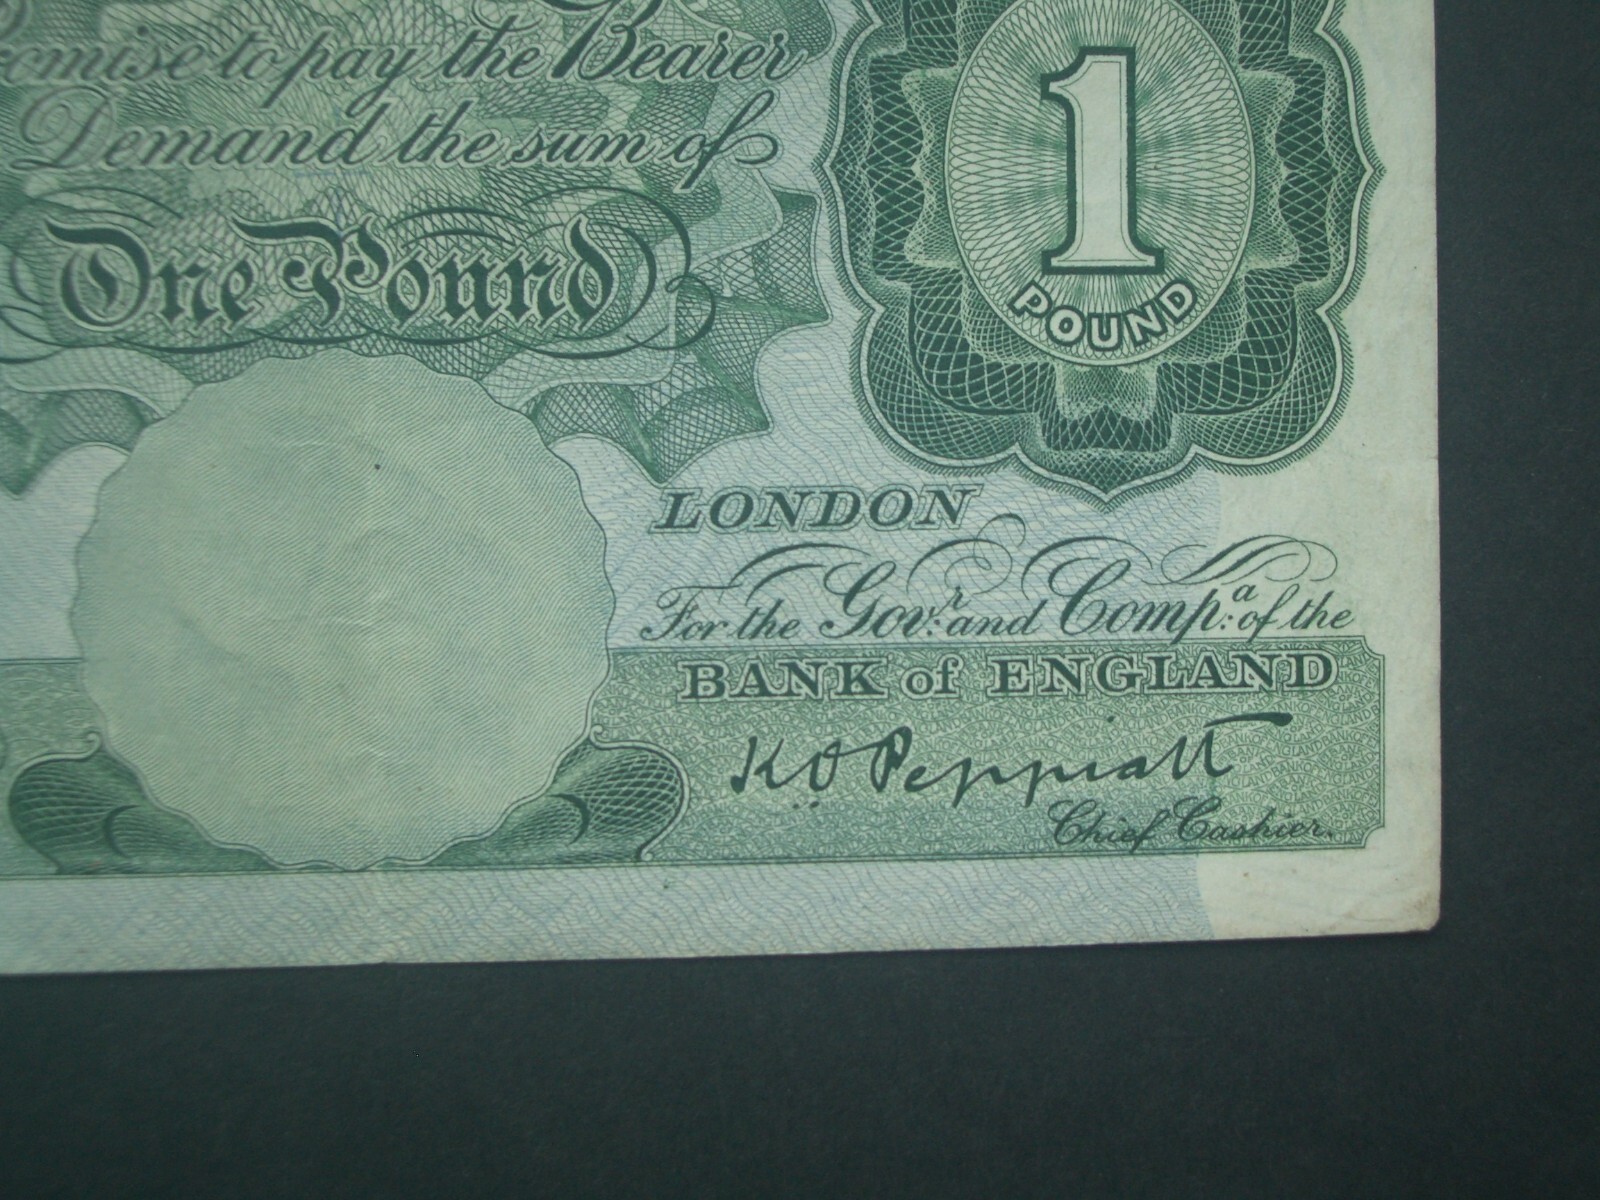 omise to pay the Bearer
Demand the sum of
One Pound
1
POUND
LONDON
For the Govr: and Compa: of the
BANK of ENGLAND
K O Peppiatt
Chief Cashier.